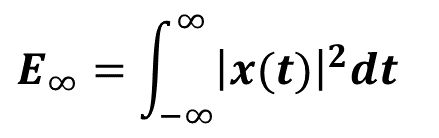 E∞ = ∫_{-∞}^{∞} |x(t)|² dt